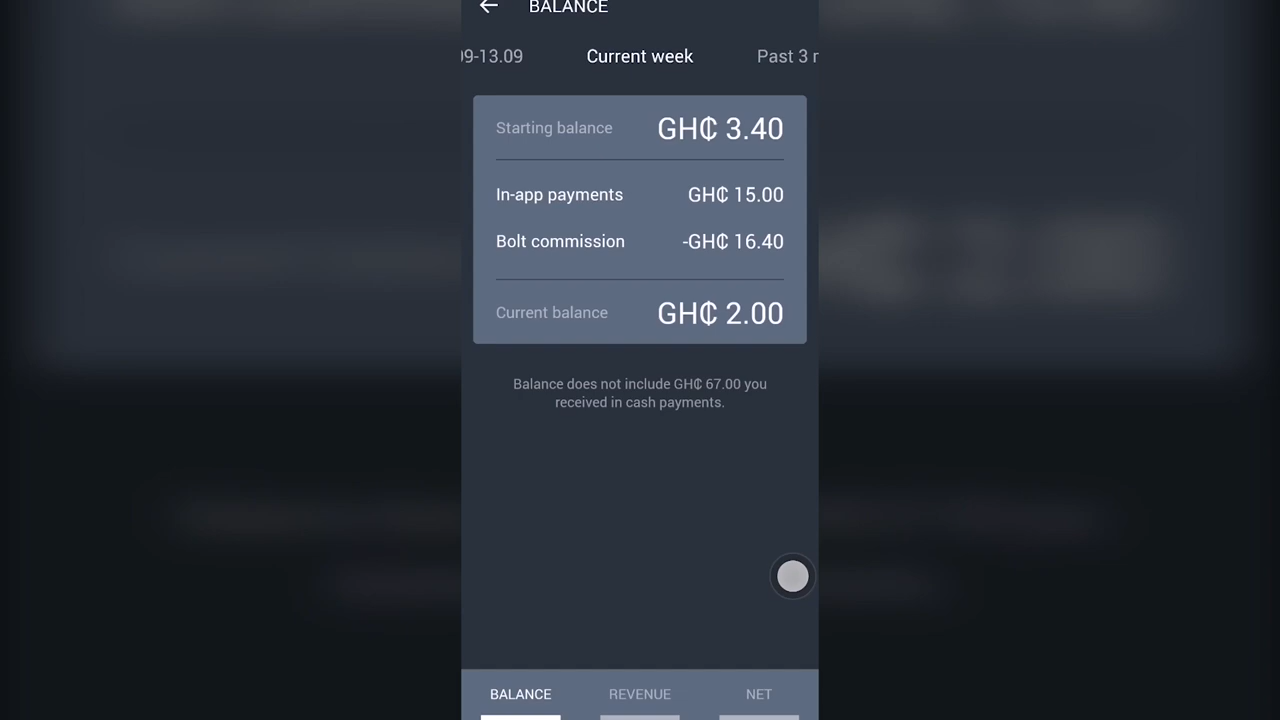 BALANCE
09-13.09 Current week Past 3
Starting balance GH₵ 3.40
In-app payments GH₵ 15.00
Bolt commission -GH₵ 16.40
Current balance GH₵ 2.00
Balance does not include GH₵ 67.00 you
received in cash payments.
BALANCE REVENUE NET